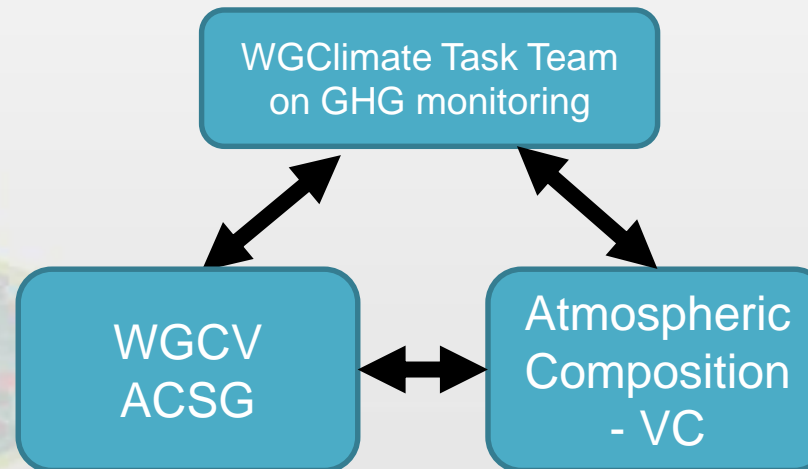 WGClimate Task Team
on GHG monitoring
WGCV
ACSG
Atmospheric
Composition
- VC